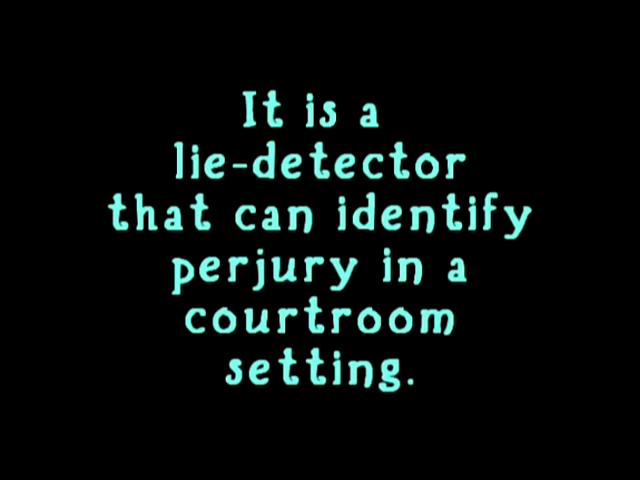 It is a
lie-detector
that can identify
perjury in a
courtroom
setting.